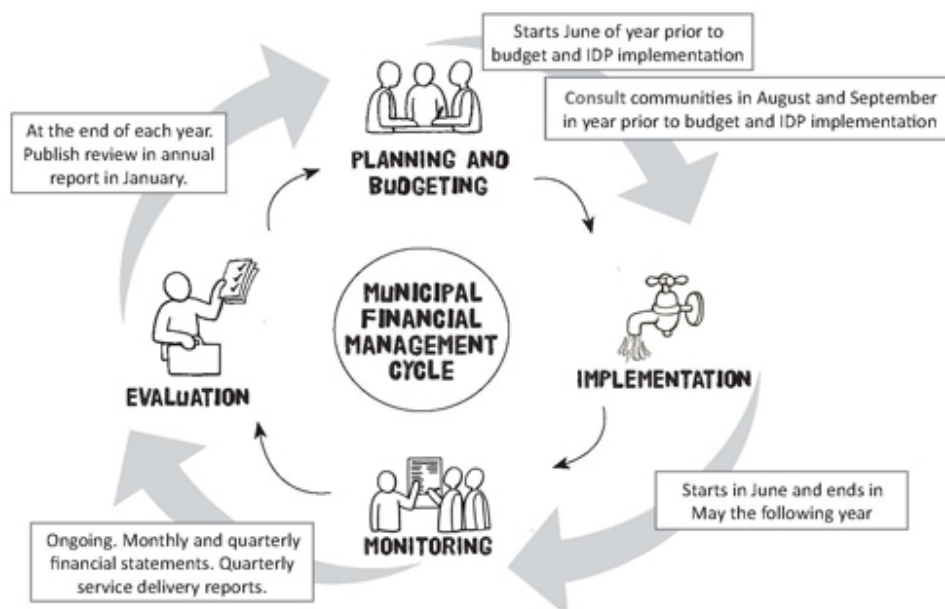 Starts June of year prior to
budget and IDP implementation
Consult communities in August and September
in year prior to budget and IDP implementation
At the end of each year.
Publish review in annual
report in January.
PLANNING AND
BUDGETING
MUNICIPAL
FINANCIAL
MANAGEMENT
CYCLE
IMPLEMENTATION
EVALUATION
Starts in June and ends in
May the following year
MONITORING
Ongoing. Monthly and quarterly
financial statements. Quarterly
service delivery reports.